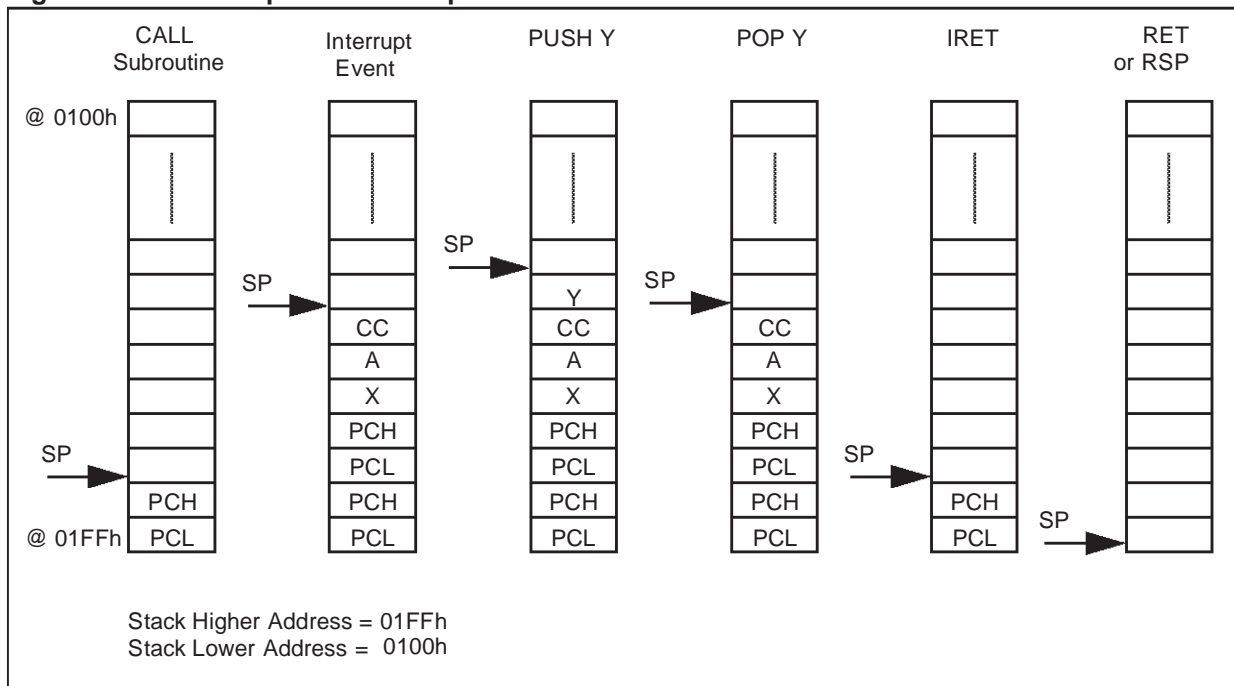 CALL Subroutine
Interrupt Event
PUSH Y
POP Y
IRET
RET or RSP
@ 0100h
SP
PCH
@ 01FFh
PCL
SP
CC
A
X
PCH
PCL
PCH
PCL
SP
Y
CC
A
X
PCH
PCL
PCH
PCL
SP
CC
A
X
PCH
PCL
PCH
PCL
SP
PCH
PCL
SP
Stack Higher Address = 01FFh
Stack Lower Address = 0100h